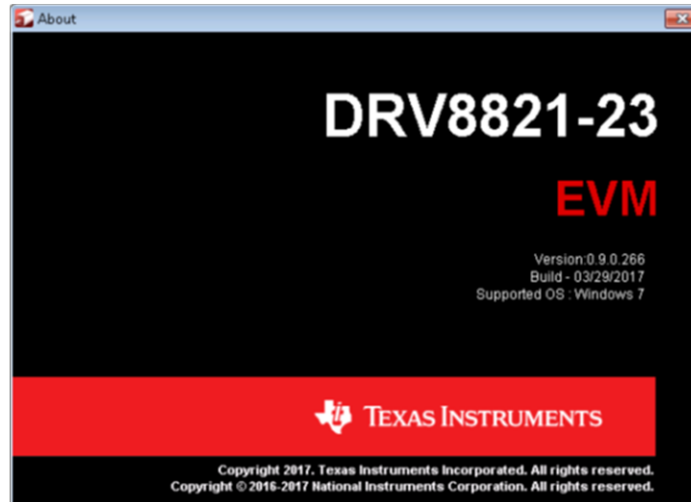 About
DRV8821-23
EVM
Version:0.9.0.266
Build - 03/29/2017
Supported OS : Windows 7
TEXAS INSTRUMENTS
Copyright 2017. Texas Instruments Incorporated. All rights reserved.
Copyright © 2016-2017 National Instruments Corporation. All rights reserved.